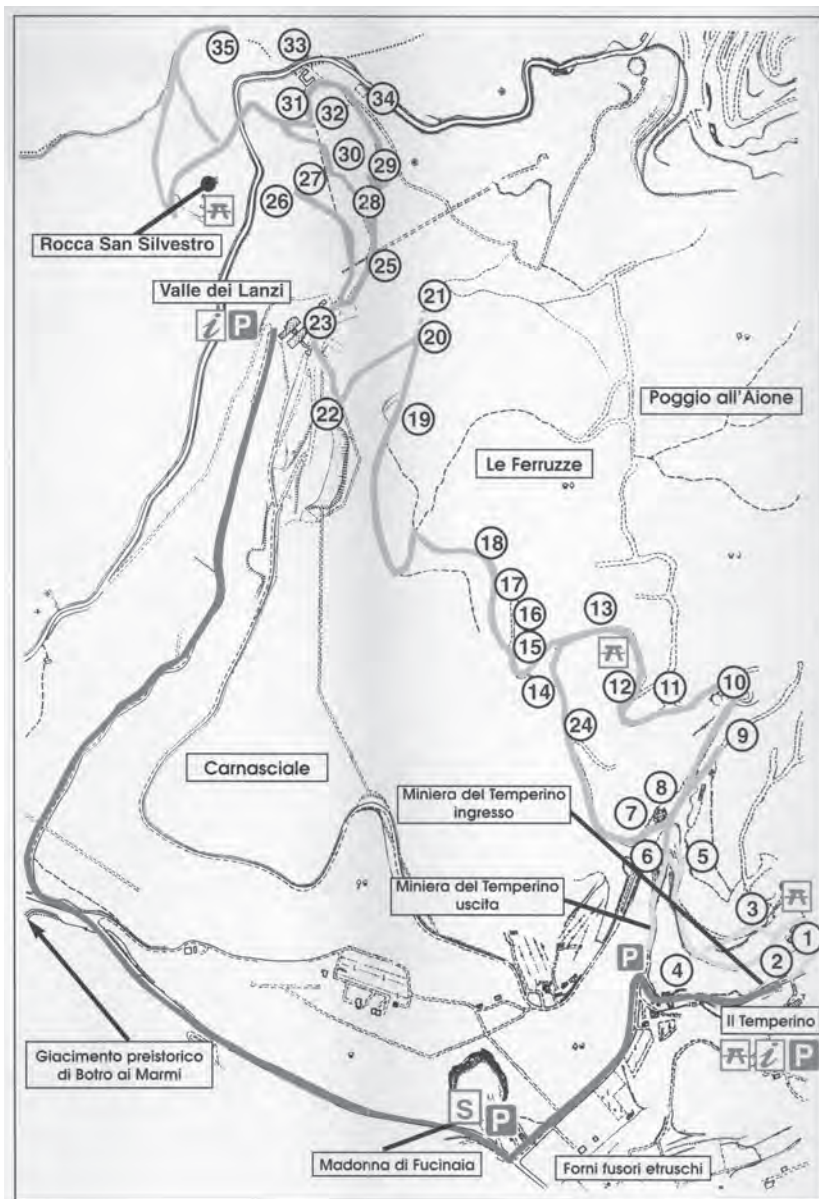 35
33
31
32
34
30
29
27
26
28
Rocca San Silvestro
25
Valle dei Lanzi
i P
21
23
20
22
19
Poggio all'Aione
Le Ferruzze
18
17
16
13
15
14
12
11
10
24
9
Carnasciale
Miniera del Temperino
ingresso
8
7
6
5
Miniera del Temperino
uscita
3
1
P
4
2
Il Temperino
i P
Giacimento preistorico
di Botro ai Marmi
S P
Madonna di Fucinaia
Forni fusori etruschi